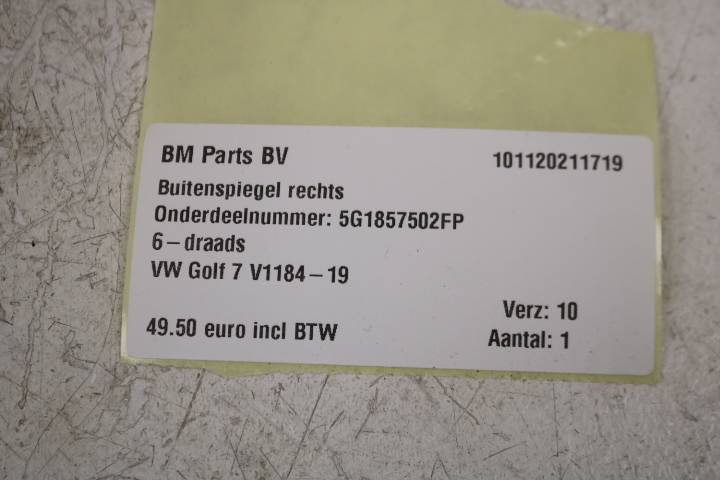 BM Parts BV 101120211719
Buitenspiegel rechts
Onderdeelnummer: 5G1857502FP
6-draads
VW Golf 7 V1184-19
Verz: 10
49.50 euro incl BTW Aantal: 1